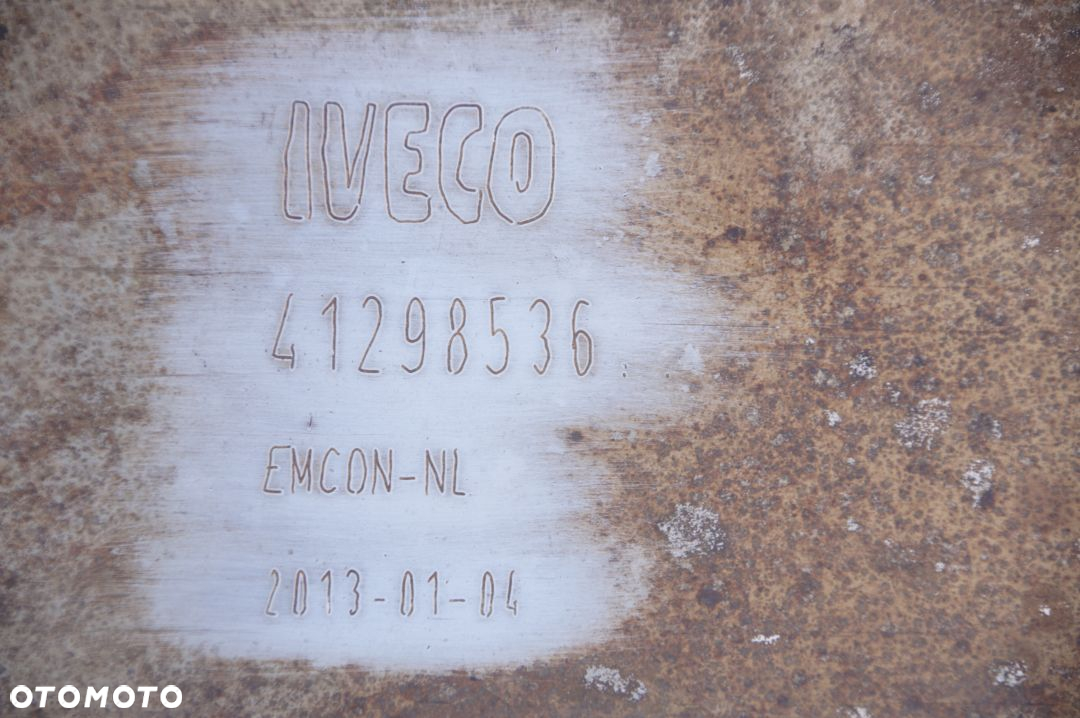 IVECO
41298536
EMCON-NL
2013-01-04
OTOMOTO